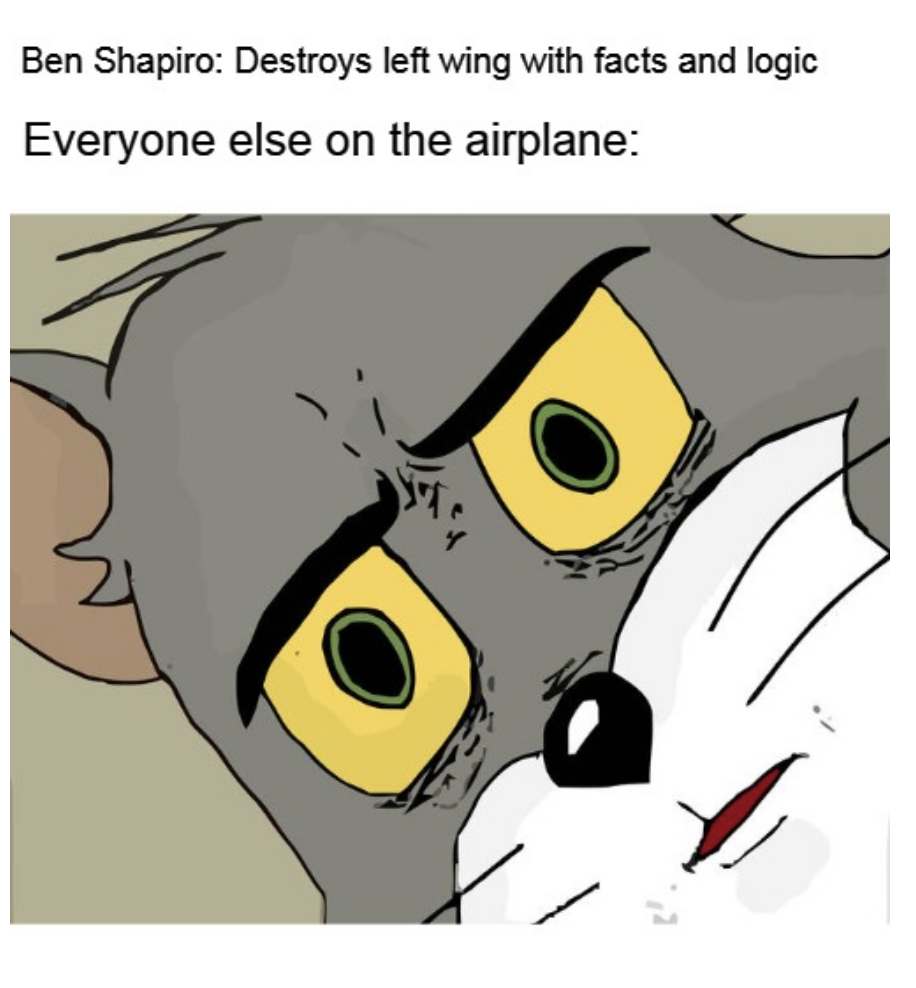 Ben Shapiro: Destroys left wing with facts and logic
Everyone else on the airplane: